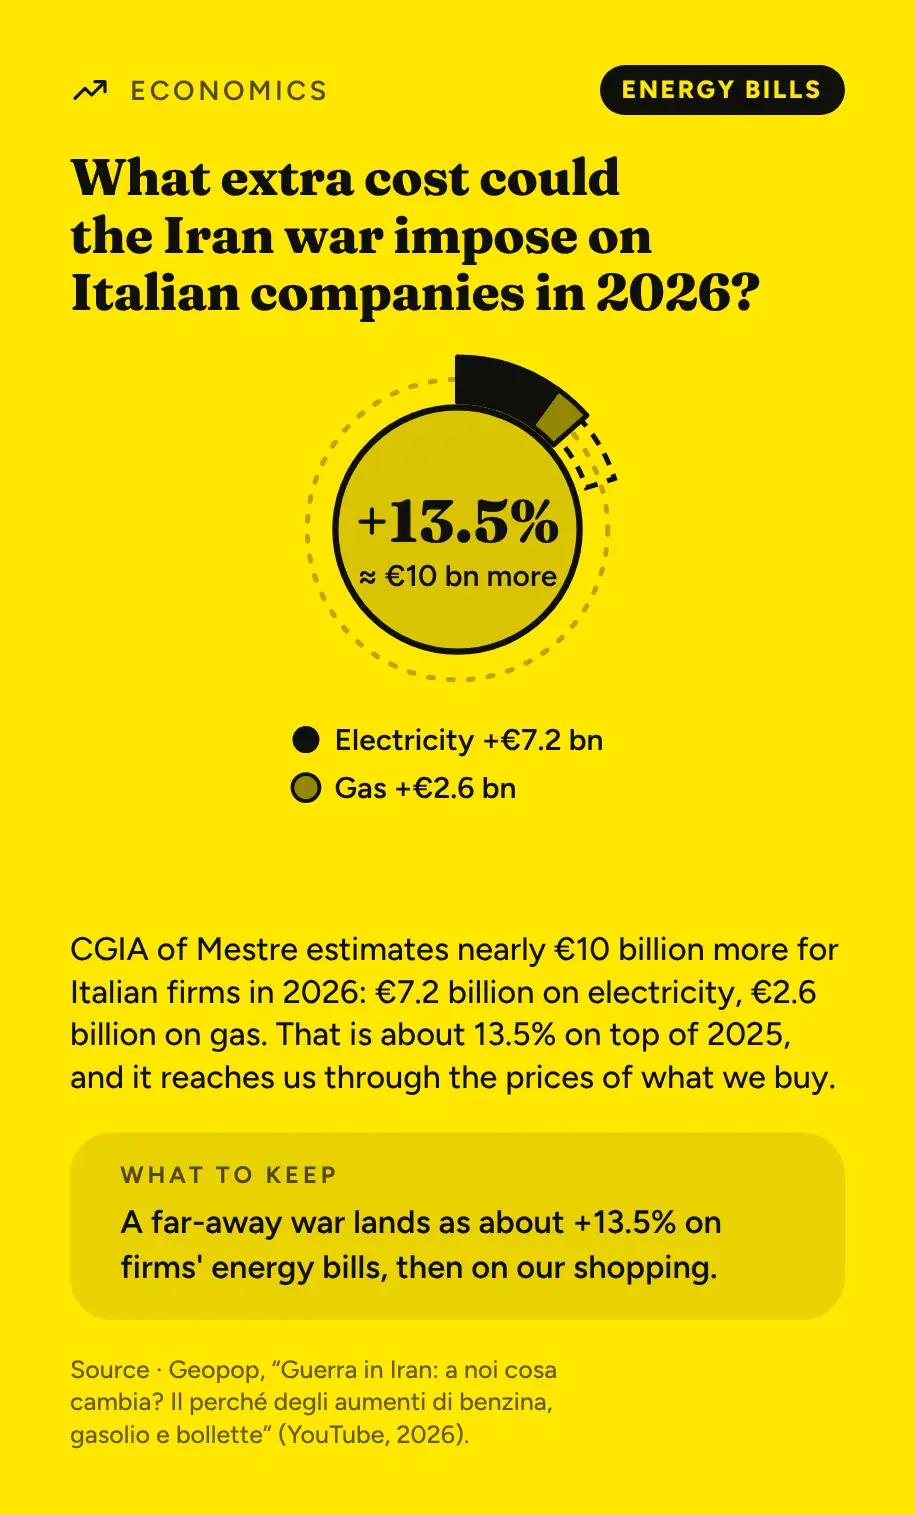 ECONOMICS
ENERGY BILLS
What extra cost could
the Iran war impose on
Italian companies in 2026?
+13.5%
≈ €10 bn more
Electricity +€7.2 bn
Gas +€2.6 bn
CGIA of Mestre estimates nearly €10 billion more for
Italian firms in 2026: €7.2 billion on electricity, €2.6
billion on gas. That is about 13.5% on top of 2025,
and it reaches us through the prices of what we buy.
WHAT TO KEEP
A far-away war lands as about +13.5% on
firms' energy bills, then on our shopping.
Source · Geopop, “Guerra in Iran: a noi cosa
cambia? Il perché degli aumenti di benzina,
gasolio e bollette” (YouTube, 2026).